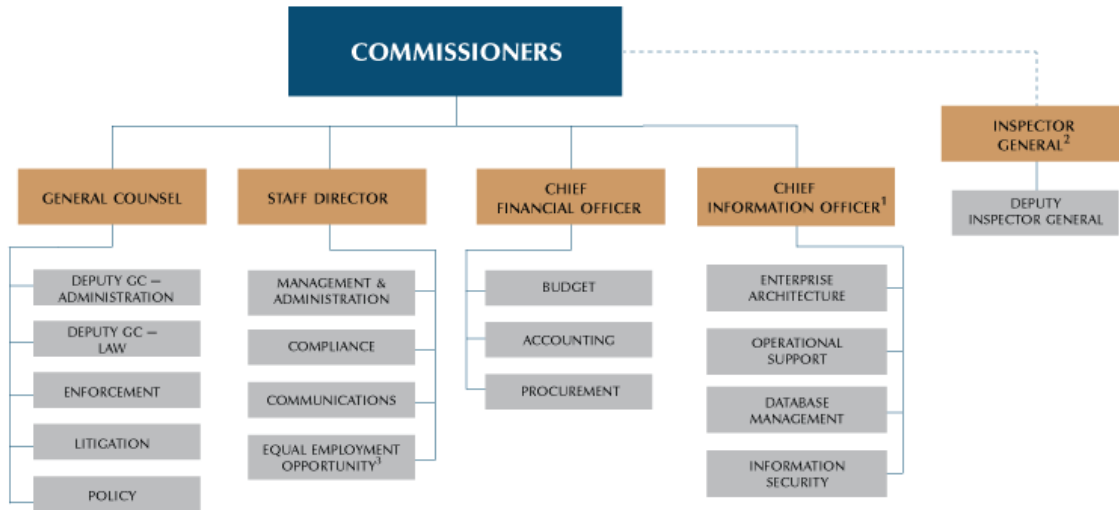 COMMISSIONERS
INSPECTOR
GENERAL²
DEPUTY
INSPECTOR GENERAL
GENERAL COUNSEL
DEPUTY GC —
ADMINISTRATION
DEPUTY GC —
LAW
ENFORCEMENT
LITIGATION
POLICY
STAFF DIRECTOR
MANAGEMENT &
ADMINISTRATION
COMPLIANCE
COMMUNICATIONS
EQUAL EMPLOYMENT
OPPORTUNITY³
CHIEF
FINANCIAL OFFICER
BUDGET
ACCOUNTING
PROCUREMENT
CHIEF
INFORMATION OFFICER¹
ENTERPRISE
ARCHITECTURE
OPERATIONAL
SUPPORT
DATABASE
MANAGEMENT
INFORMATION
SECURITY